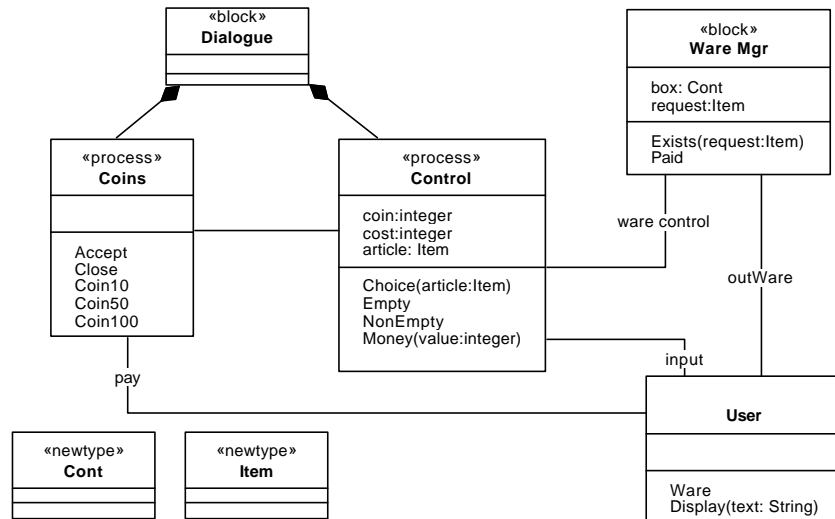 «block»
Dialogue
«block»
Ware Mgr
box: Cont
request:Item
Exists(request:Item)
Paid
«process»
Coins
Accept
Close
Coin10
Coin50
Coin100
«process»
Control
coin:integer
cost:integer
article: Item
Choice(article:Item)
Empty
NonEmpty
Money(value:integer)
ware control
outWare
input
pay
User
Ware
Display(text: String)
«newtype»
Cont
«newtype»
Item